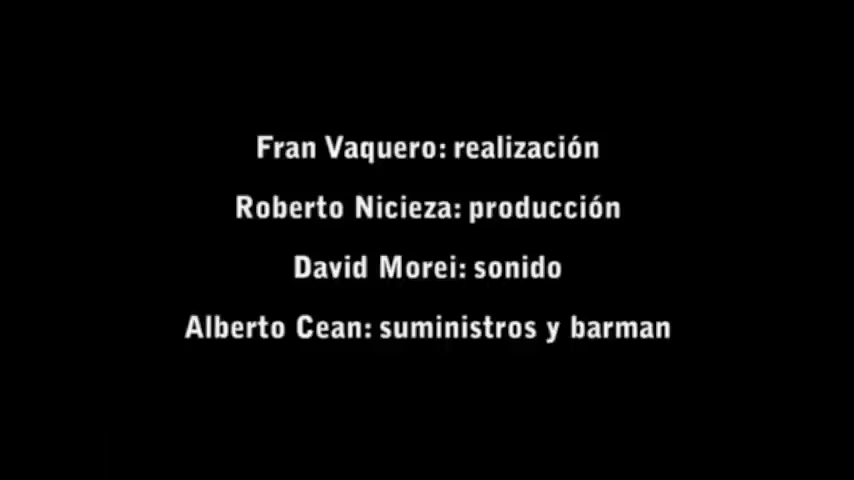 Fran Vaquero: realización
Roberto Nicieza: producción
David Morei: sonido
Alberto Cean: suministros y barman